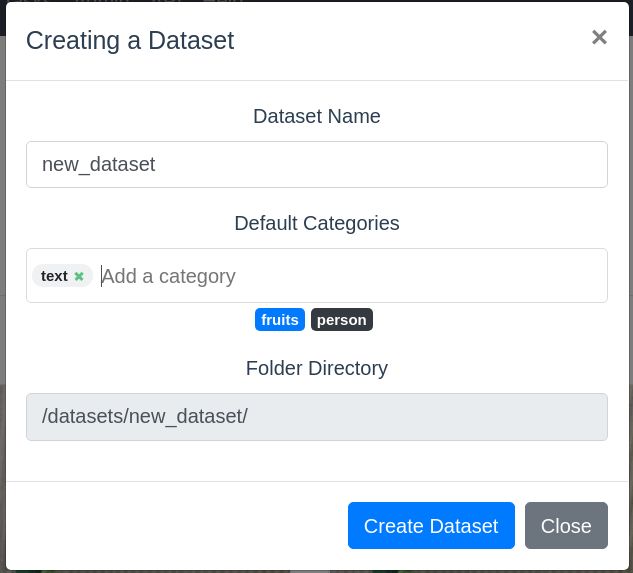 Creating a Dataset ×
Dataset Name
new_dataset
Default Categories
text ✖ Add a category
fruits person
Folder Directory
/datasets/new_dataset/
Create Dataset Close